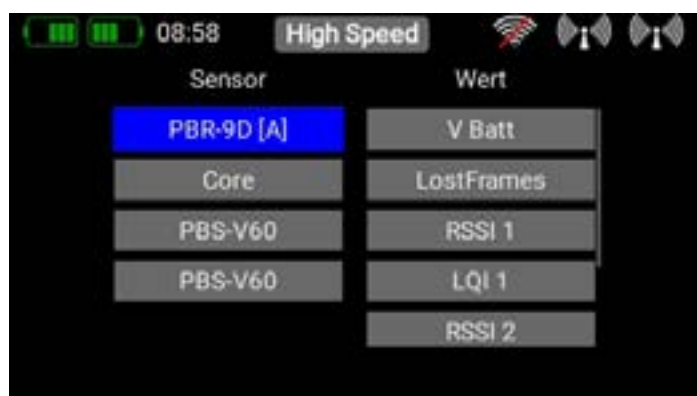 08:58 High Speed
Sensor Wert
PBR-9D [A] V Batt
Core LostFrames
PBS-V60 RSSI 1
PBS-V60 LQI 1
RSSI 2